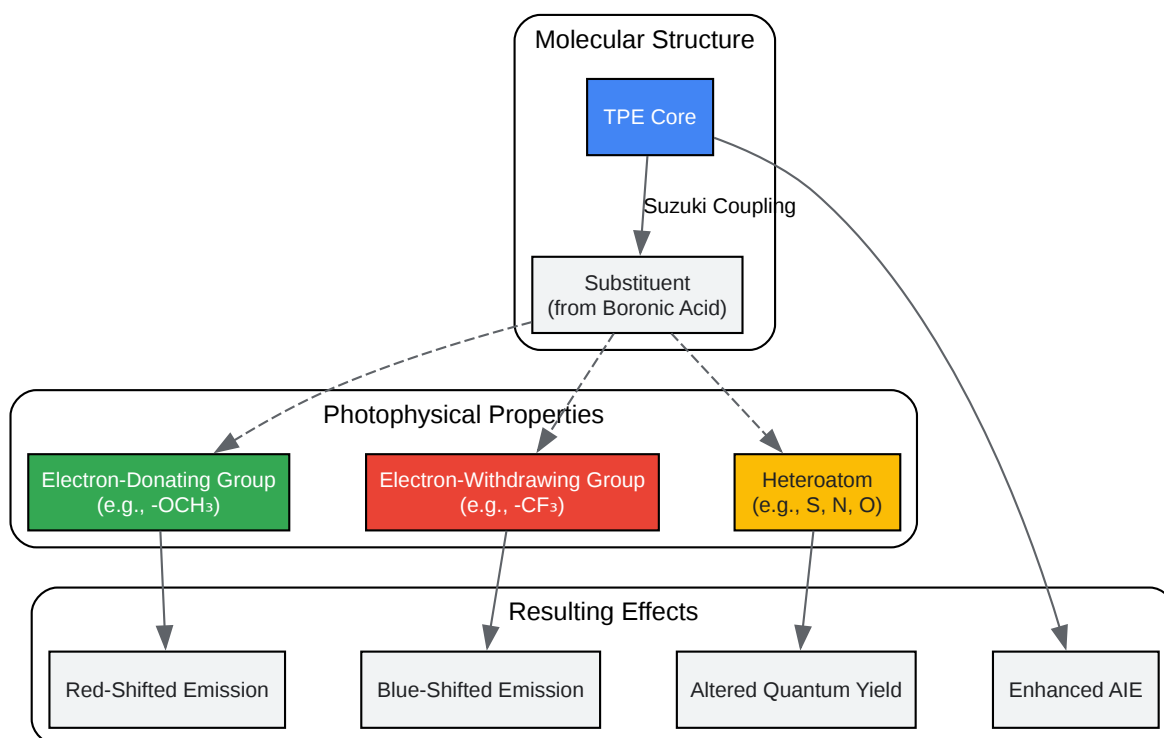 Molecular Structure
TPE Core
Suzuki Coupling
Substituent
(from Boronic Acid)
Photophysical Properties
Electron-Donating Group
(e.g., -OCH₃)
Electron-Withdrawing Group
(e.g., -CF₃)
Heteroatom
(e.g., S, N, O)
Resulting Effects
Red-Shifted Emission
Blue-Shifted Emission
Altered Quantum Yield
Enhanced AIE